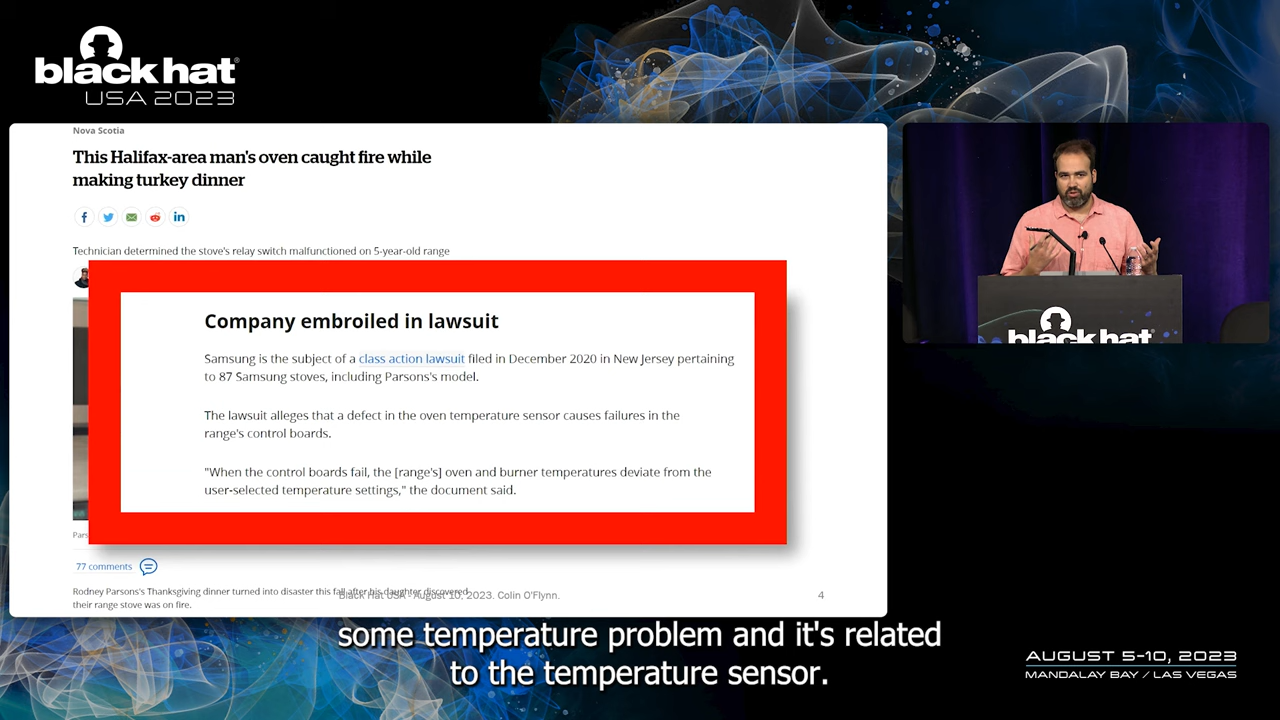 black hat®
USA 2023
Nova Scotia
This Halifax-area man's oven caught fire while
making turkey dinner
Technician determined the stove's relay switch malfunctioned on 5-year-old range
Company embroiled in lawsuit
Samsung is the subject of a class action lawsuit filed in December 2020 in New Jersey pertaining
to 87 Samsung stoves, including Parsons's model.
The lawsuit alleges that a defect in the oven temperature sensor causes failures in the
range's control boards.
"When the control boards fail, the [range's] oven and burner temperatures deviate from the
user-selected temperature settings," the document said.
Pars
77 comments
Rodney Parsons's Thanksgiving dinner turned into disaster this fall after his daughter discovered
their range stove was on fire.
Black Hat USA - August 10, 2023. Colin O'Flynn.
4
black hat
some temperature problem and it's related
to the temperature sensor.
AUGUST 5-10, 2023
MANDALAY BAY / LAS VEGAS